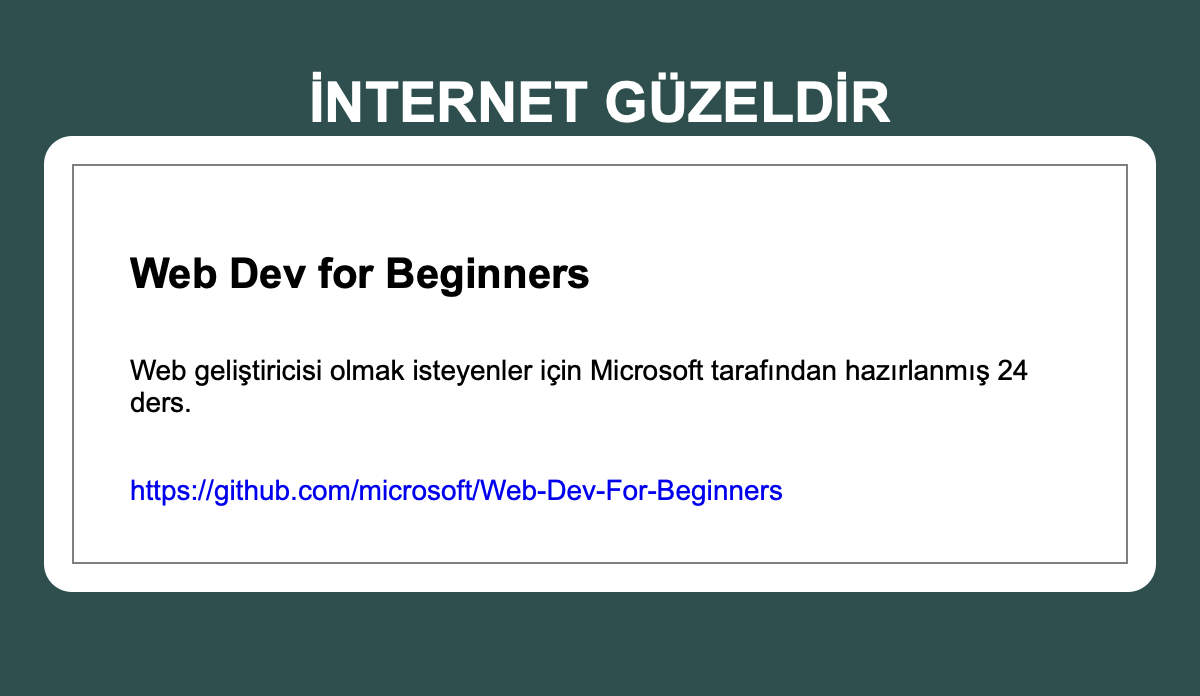 İNTERNET GÜZELDİR
Web Dev for Beginners
Web geliştiricisi olmak isteyenler için Microsoft tarafından hazırlanmış 24
ders.
https://github.com/microsoft/Web-Dev-For-Beginners